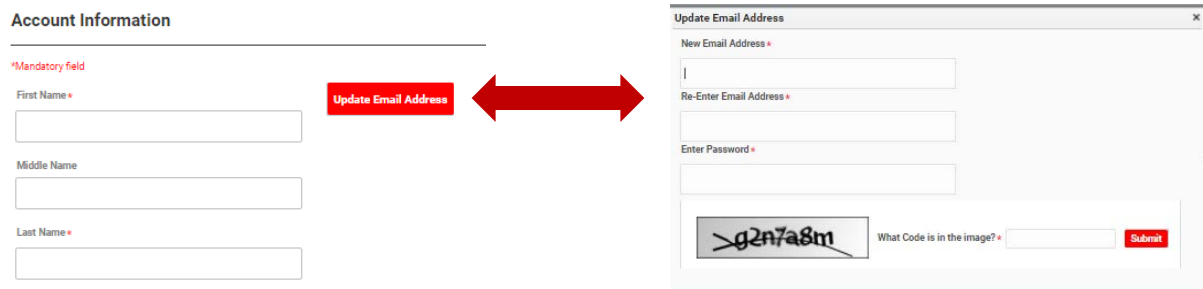 Account Information
*Mandatory field
First Name*
Update Email Address
Middle Name
Last Name*
Update Email Address ×
New Email Address*
Re-Enter Email Address*
Enter Password*
g2n7a8m
What Code is in the image?*
Submit